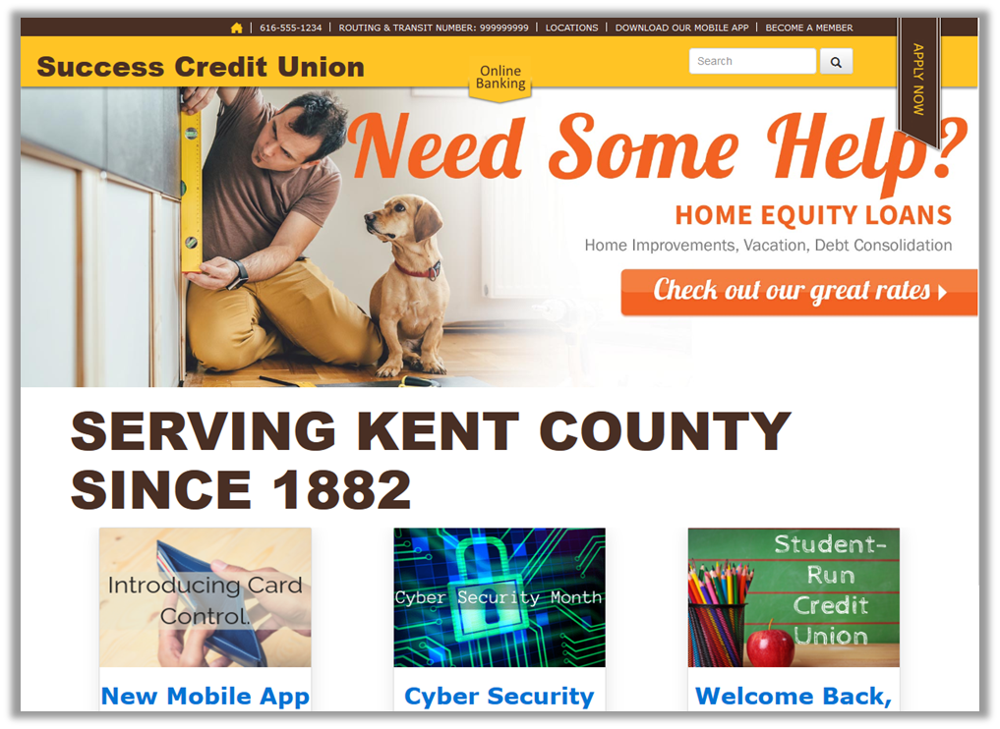 616-555-1234 | ROUTING & TRANSIT NUMBER: 999999999 | LOCATIONS | DOWNLOAD OUR MOBILE APP | BECOME A MEMBER
Success Credit Union
Online
Banking
Search
APPLY NOW
Need Some Help?
HOME EQUITY LOANS
Home Improvements, Vacation, Debt Consolidation
Check out our great rates
SERVING KENT COUNTY
SINCE 1882
Introducing Card
Control.
New Mobile App
Cyber Security Month
Cyber Security
Student-
Run
Credit
Union
Welcome Back,